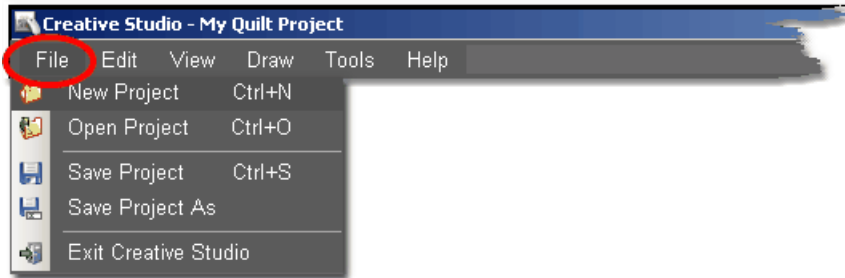 Creative Studio - My Quilt Project
File Edit View Draw Tools Help
New Project Ctrl+N
Open Project Ctrl+O
Save Project Ctrl+S
Save Project As
Exit Creative Studio